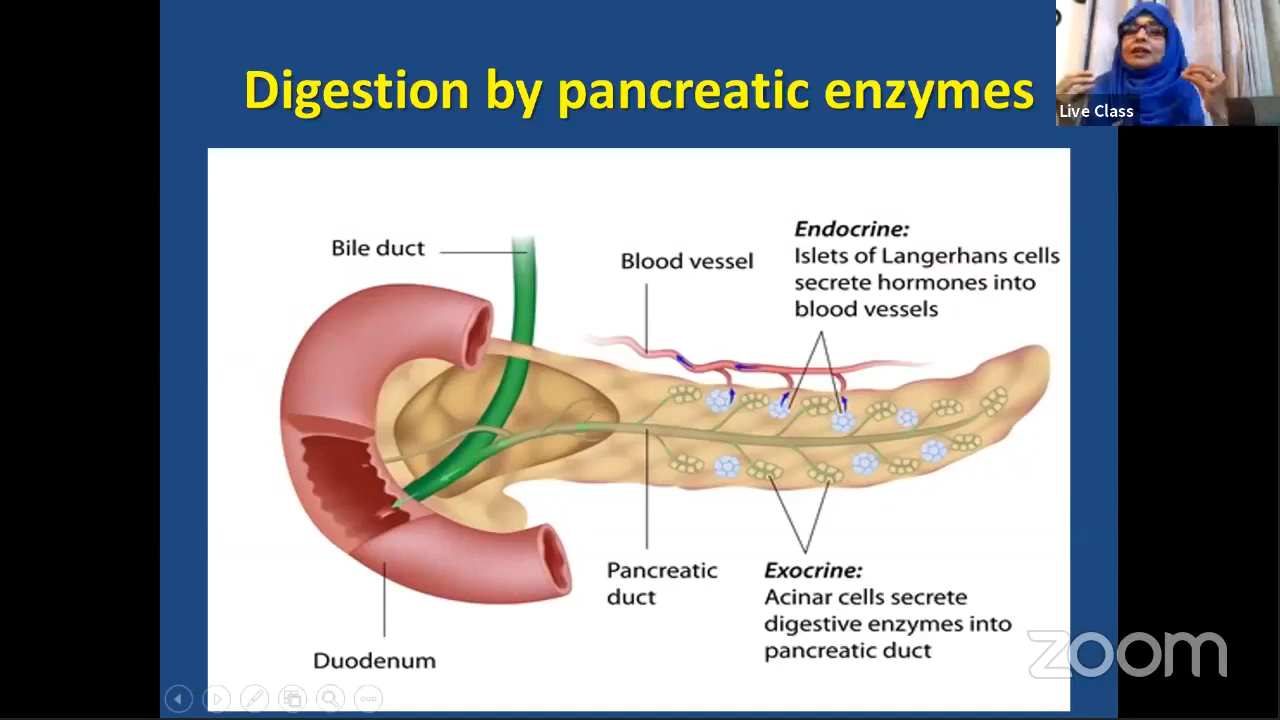 Digestion by pancreatic enzymes
Live Class
Bile duct
Blood vessel
Endocrine:
Islets of Langerhans cells
secrete hormones into
blood vessels
Pancreatic
duct
Exocrine:
Acinar cells secrete
digestive enzymes into
pancreatic duct
Duodenum
zoom